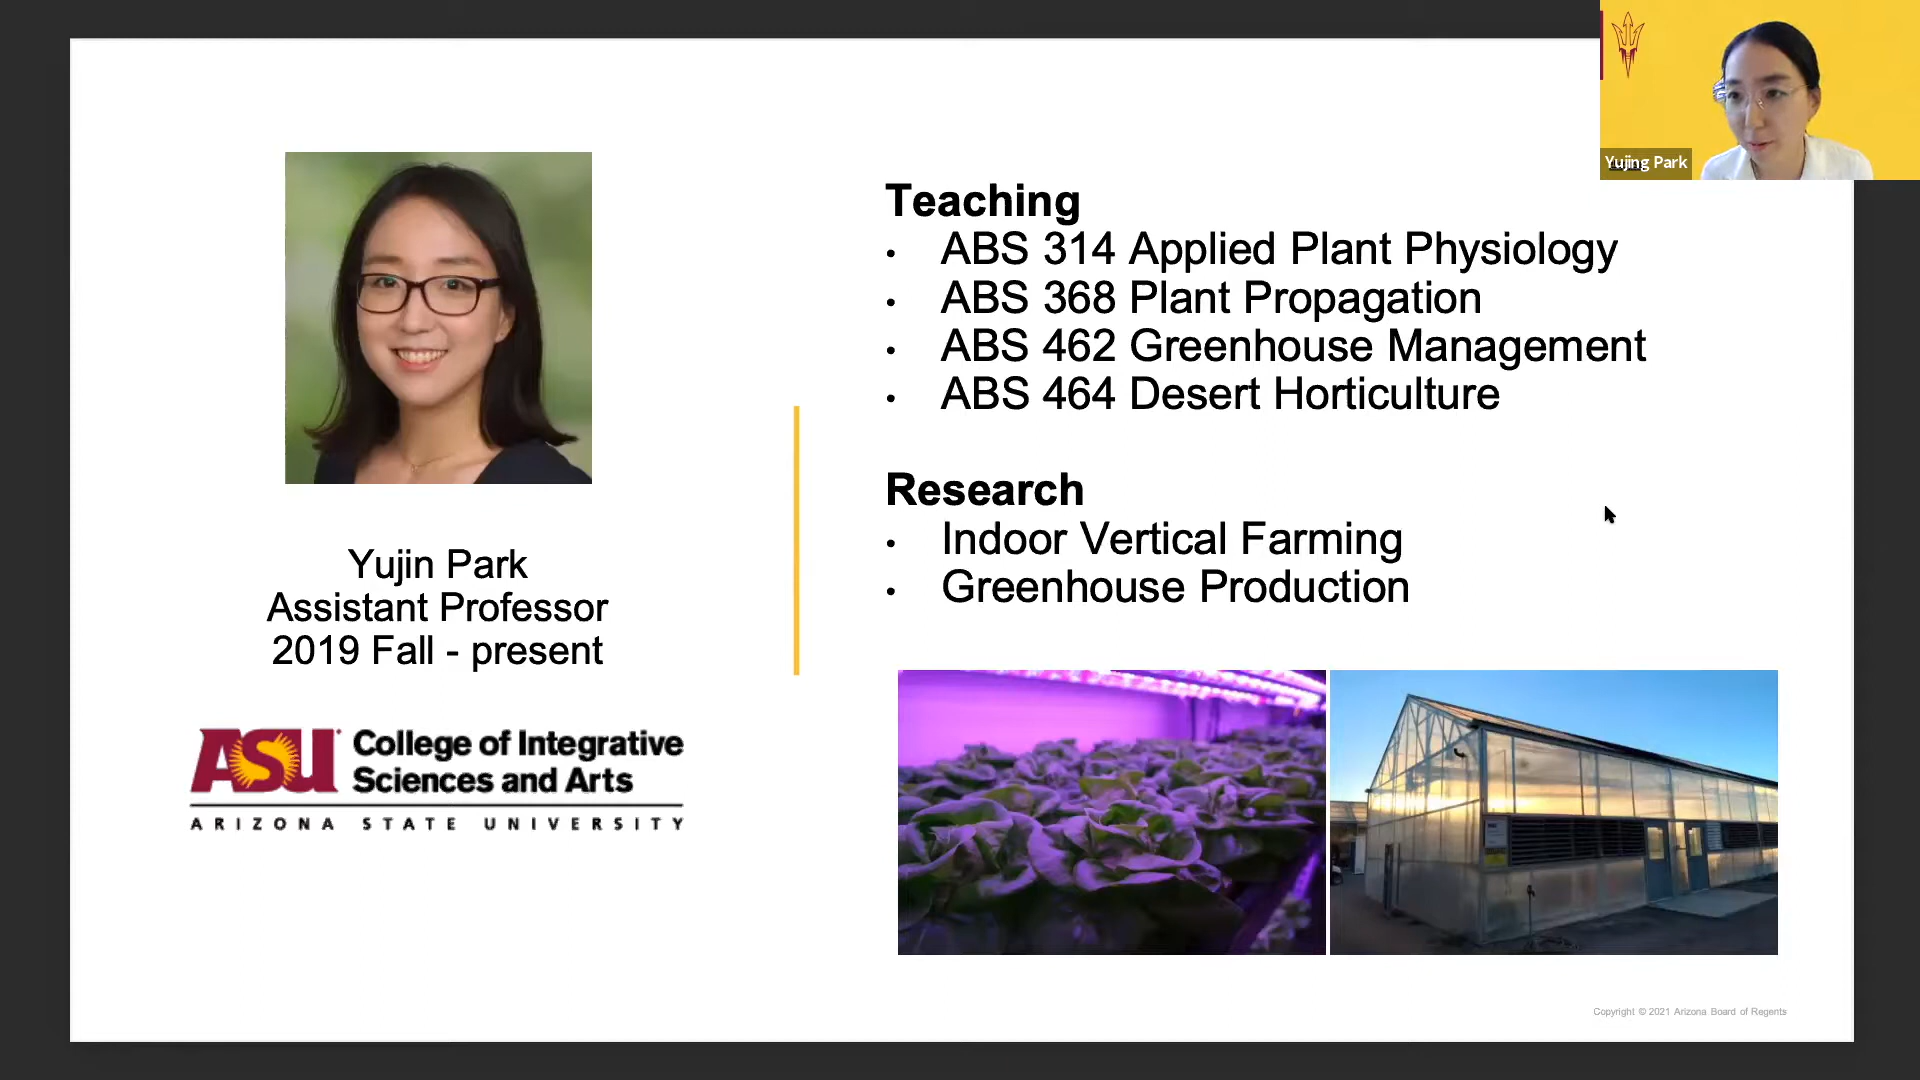 Yujing Park
Teaching
• ABS 314 Applied Plant Physiology
• ABS 368 Plant Propagation
• ABS 462 Greenhouse Management
• ABS 464 Desert Horticulture
Research
• Indoor Vertical Farming
• Greenhouse Production
Yujin Park
Assistant Professor
2019 Fall - present
ASU College of Integrative
Sciences and Arts
ARIZONA STATE UNIVERSITY
Copyright © 2021 Arizona Board of Regents